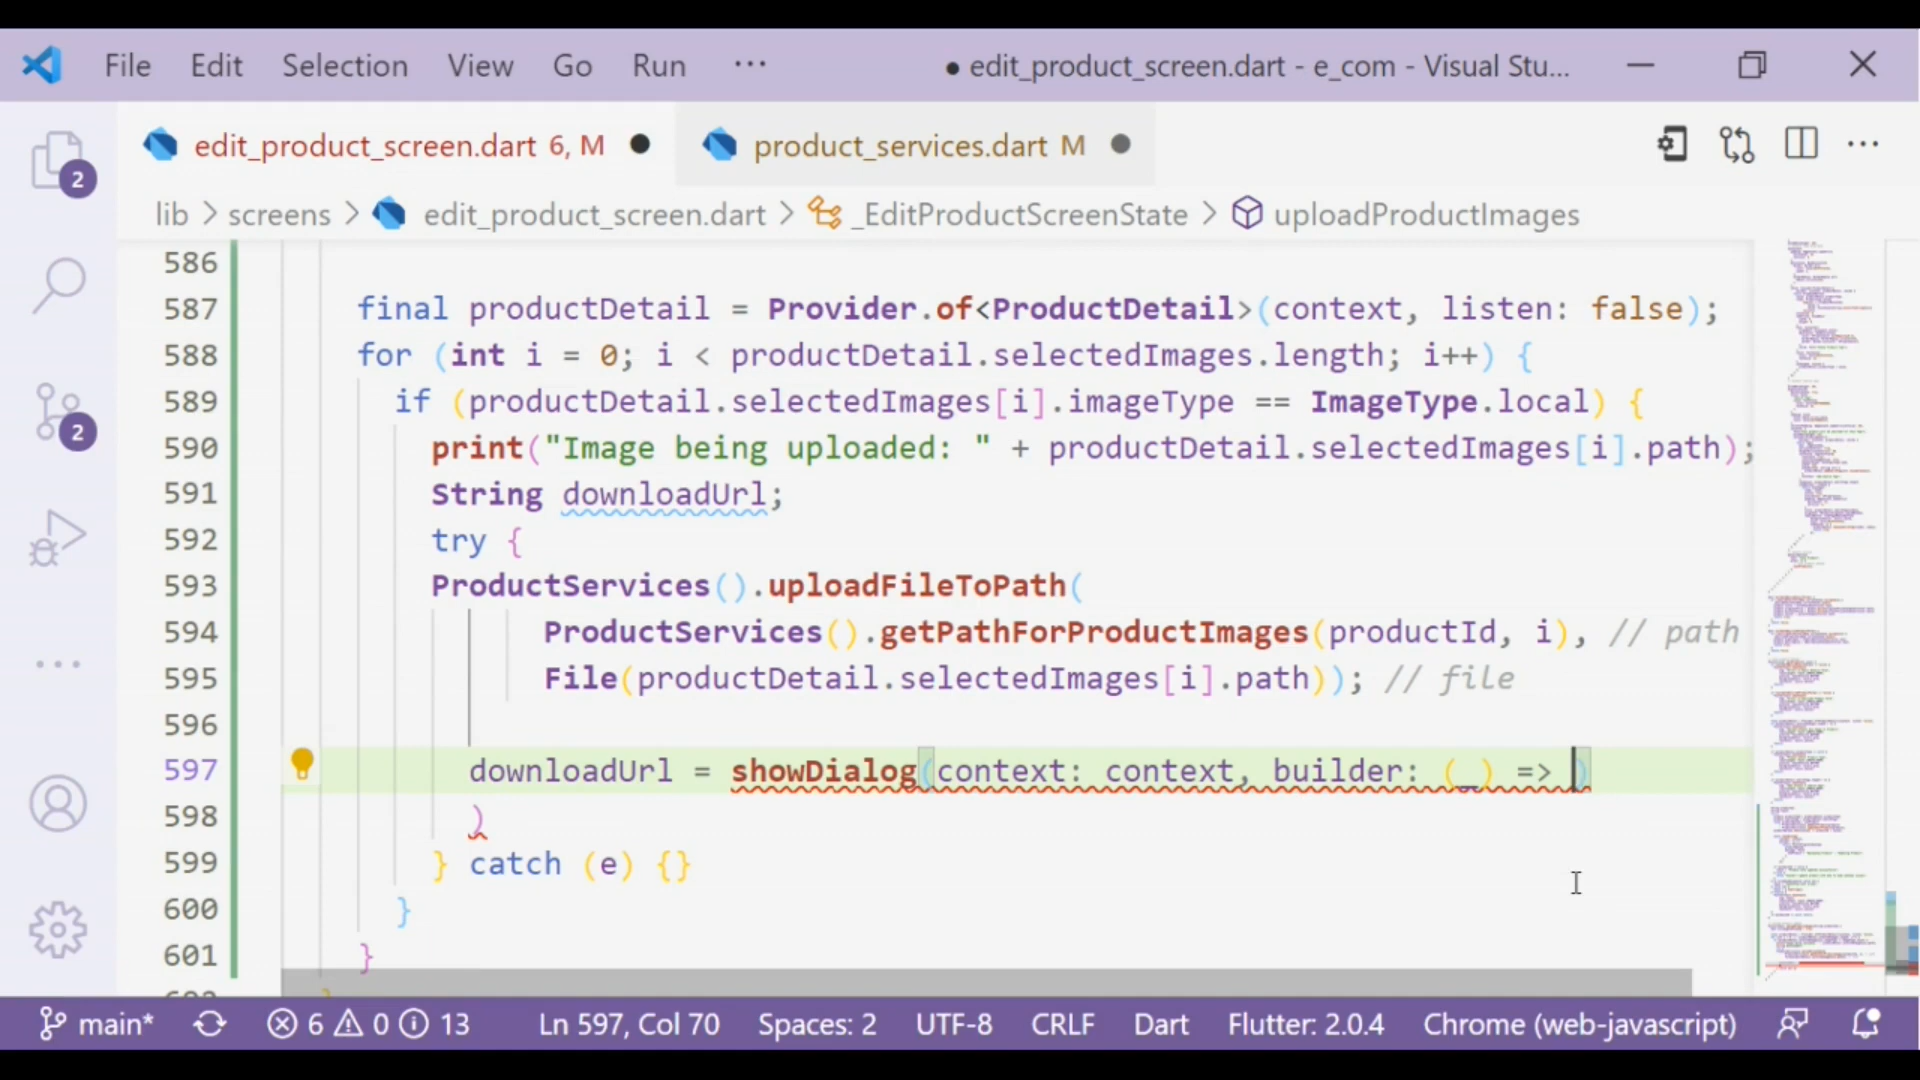 File Edit Selection View Go Run ··· ● edit_product_screen.dart - e_com - Visual Stu...
edit_product_screen.dart 6, M ● product_services.dart M ●
lib > screens > edit_product_screen.dart > _EditProductScreenState > uploadProductImages
2
2
586
587 final productDetail = Provider.of<ProductDetail>(context, listen: false);
588 for (int i = 0; i < productDetail.selectedImages.length; i++) {
589 if (productDetail.selectedImages[i].imageType == ImageType.local) {
590 print("Image being uploaded: " + productDetail.selectedImages[i].path);
591 String downloadUrl;
592 try {
593 ProductServices().uploadFileToPath(
594 ProductServices().getPathForProductImages(productId, i), // path
595 File(productDetail.selectedImages[i].path)); // file
596
597 downloadUrl = showDialog(context: context, builder: (_) => )
598 )
599 } catch (e) {}
600 }
601 }
main* 6 0 13 Ln 597, Col 70 Spaces: 2 UTF-8 CRLF Dart Flutter: 2.0.4 Chrome (web-javascript)